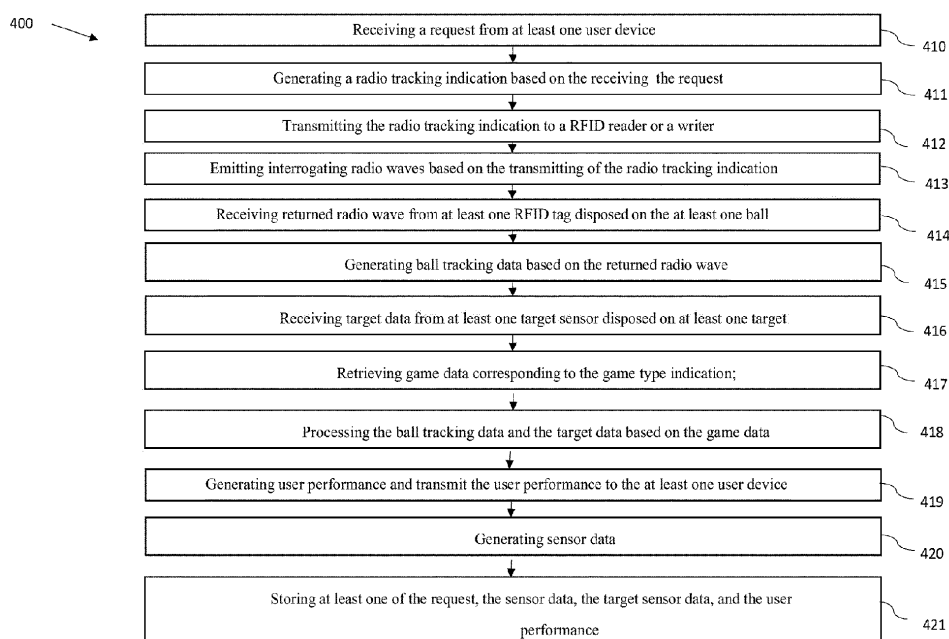 400
Receiving a request from at least one user device
410
Generating a radio tracking indication based on the receiving the request
411
Transmitting the radio tracking indication to a RFID reader or a writer
412
Emitting interrogating radio waves based on the transmitting of the radio tracking indication
413
Receiving returned radio wave from at least one RFID tag disposed on the at least one ball
414
Generating ball tracking data based on the returned radio wave
415
Receiving target data from at least one target sensor disposed on at least one target
416
Retrieving game data corresponding to the game type indication;
417
Processing the ball tracking data and the target data based on the game data
418
Generating user performance and transmit the user performance to the at least one user device
419
Generating sensor data
420
Storing at least one of the request, the sensor data, the target sensor data, and the user
performance
421